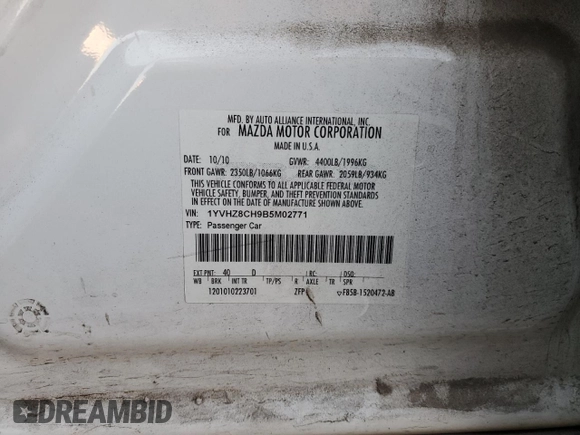 MFD. BY AUTO ALLIANCE INTERNATIONAL, INC.
FOR MAZDA MOTOR CORPORATION
MADE IN U.S.A.
DATE: 10/10 GVWR: 4400LB/1996KG
FRONT GAWR: 2350LB/1066KG REAR GAWR: 2059LB/934KG
THIS VEHICLE CONFORMS TO ALL APPLICABLE FEDERAL MOTOR
VEHICLE SAFETY, BUMPER, AND THEFT PREVENTION STANDARDS
IN EFFECT ON THE DATE OF MANUFACTURE SHOWN ABOVE.
VIN: 1YVHZ8CH9B5M02771
TYPE: Passenger Car
EXT PNT: 40 D RC: DSO:
WB BRK INT TR TP/PS R AXLE TR SPR
1201010223701 ZFP FB5B-1520472-AB
DREAMBID